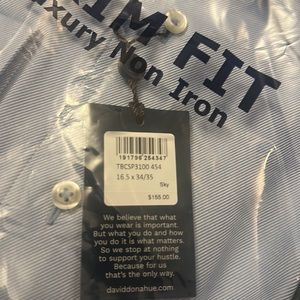 IM FIT
uxury Non Iron
191796 254347
TBCSP3100 454
16.5 x 34/35
Sky
$155.00
We believe that what
you wear is important.
But what you do and how
you do it is what matters.
So we stop at nothing
to support your hustle.
Because for us
that's the only way.
daviddonahue.com